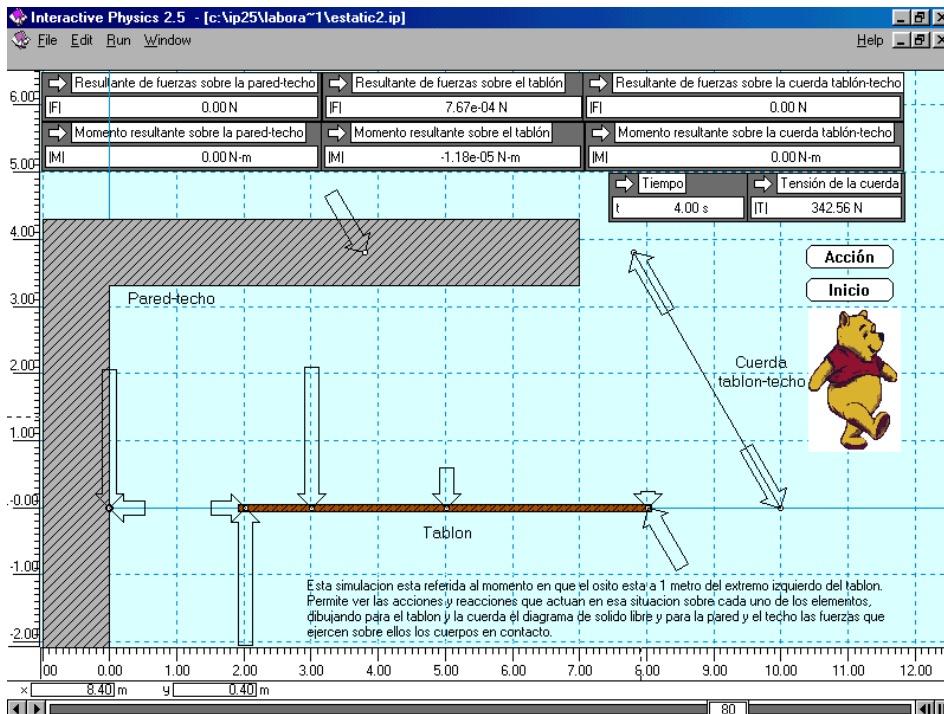 Interactive Physics 2.5 - [c:\ip25\labora~1\estatic2.ip]
File Edit Run Window Help
Resultante de fuerzas sobre la pared-techo Resultante de fuerzas sobre el tablón Resultante de fuerzas sobre la cuerda tablón-techo
|F| 0.00 N |F| 7.67e-04 N |F| 0.00 N
Momento resultante sobre la pared-techo Momento resultante sobre el tablón Momento resultante sobre la cuerda tablón-techo
|M| 0.00 N-m |M| -1.18e-05 N-m |M| 0.00 N-m
Tiempo Tensión de la cuerda
t 4.00 s |T| 342.56 N
6.00
5.00
4.00
3.00
2.00
1.00
-0.00
-1.00
-2.00
Acción
Inicio
Pared-techo
Cuerda
tablon-techo
Tablon
Esta simulacion esta referida al momento en que el osito esta a 1 metro del extremo izquierdo del tablon.
Permite ver las acciones y reacciones que actuan en esa situacion sobre cada uno de los elementos,
dibujando para el tablon y la cuerda el diagrama de solido libre y para la pared y el techo las fuerzas que
ejercen sobre ellos los cuerpos en contacto.
00 0.00 1.00 2.00 3.00 4.00 5.00 6.00 7.00 8.00 9.00 10.00 11.00 12.00
x 8.40 m y 0.40 m
80